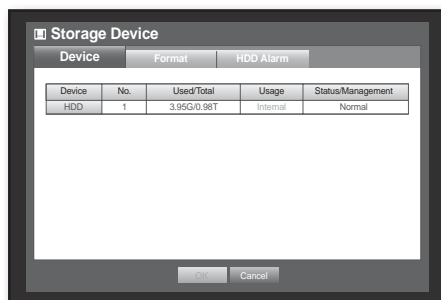 Storage Device
Device Format HDD Alarm
Device No. Used/Total Usage Status/Management
HDD 1 3.95G/0.98T Internal Normal
OK Cancel